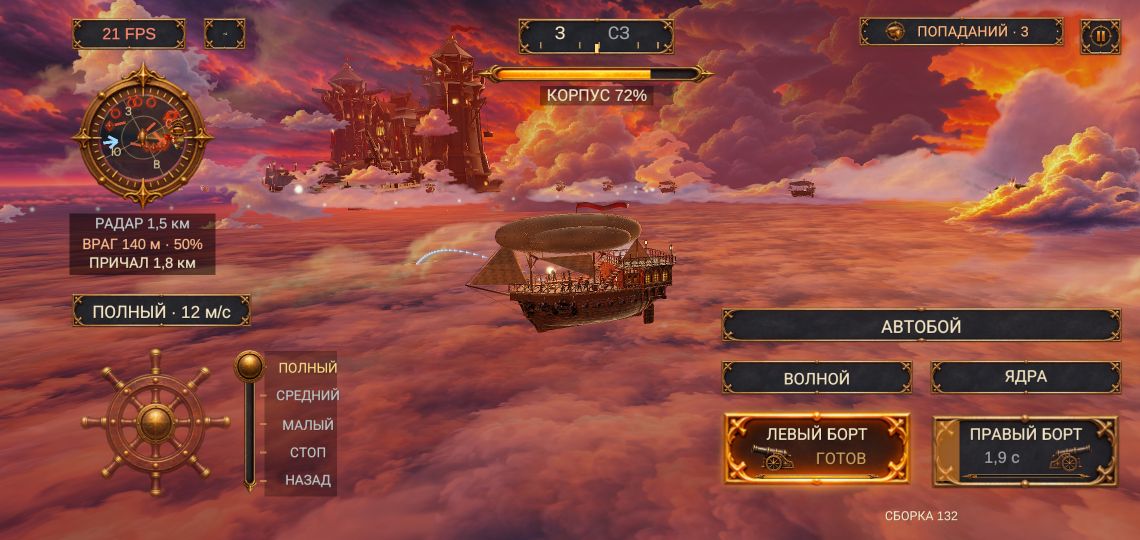 21 FPS
З
СЗ
ПОПАДАНИЙ · 3
КОРПУС 72%
З
Ю
В
РАДАР 1,5 км
ВРАГ 140 м · 50%
ПРИЧАЛ 1,8 км
ПОЛНЫЙ · 12 м/с
ПОЛНЫЙ
СРЕДНИЙ
МАЛЫЙ
СТОП
НАЗАД
АВТОБОЙ
ВОЛНОЙ
ЯДРА
ЛЕВЫЙ БОРТ
ГОТОВ
ПРАВЫЙ БОРТ
1,9 с
СБОРКА 132